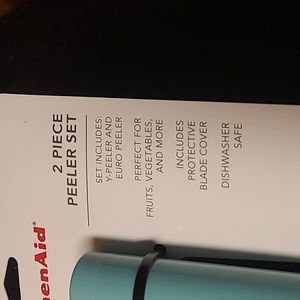 2 PIECE
PEELER SET
SET INCLUDES:
Y-PEELER AND
EURO PEELER
PERFECT FOR
FRUITS, VEGETABLES,
AND MORE
INCLUDES
PROTECTIVE
BLADE COVER
DISHWASHER
SAFE
henAid®